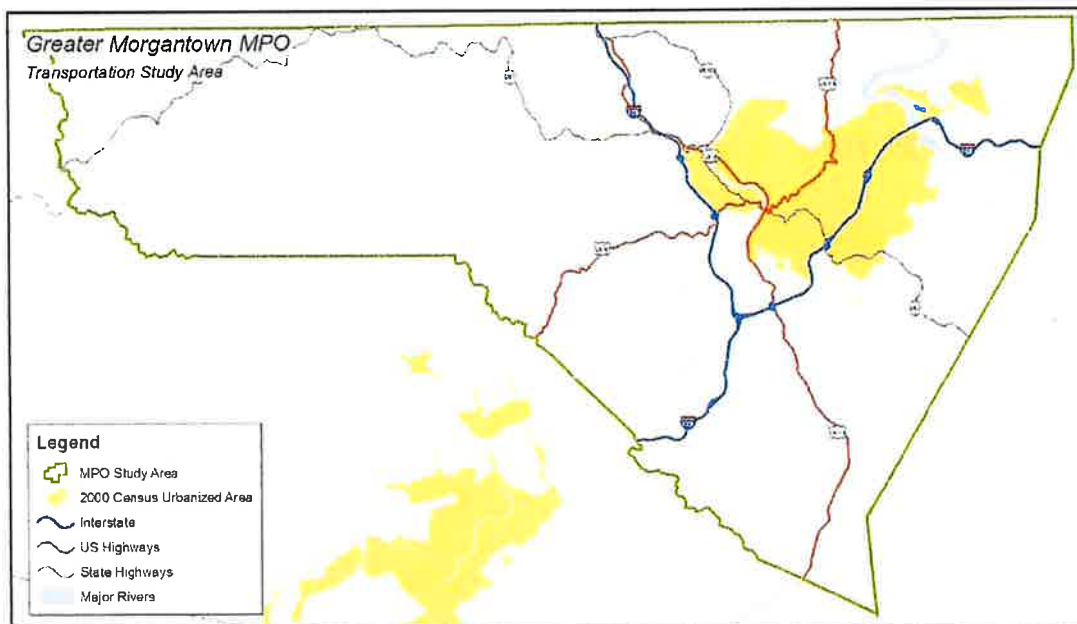 Greater Morgantown MPO
Transportation Study Area
Legend
MPO Study Area
2000 Census Urbanized Area
Interstate
US Highways
State Highways
Major Rivers